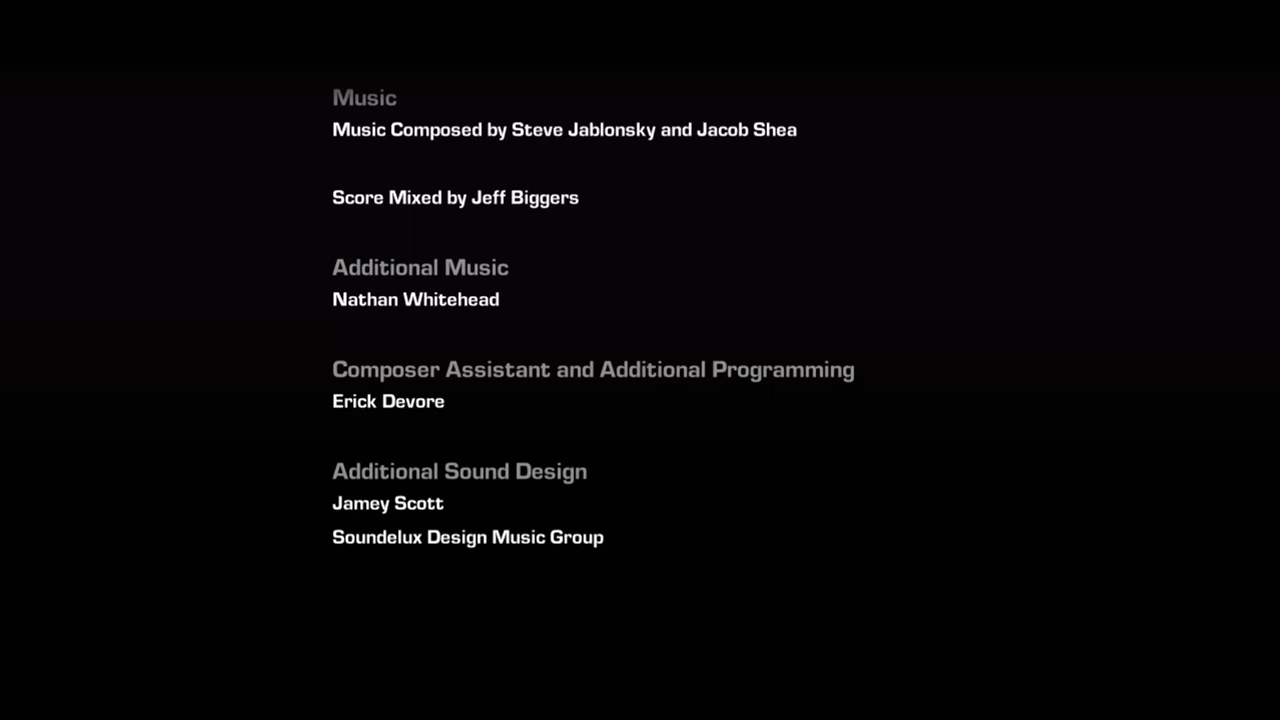 Music
Music Composed by Steve Jablonsky and Jacob Shea
Score Mixed by Jeff Biggers
Additional Music
Nathan Whitehead
Composer Assistant and Additional Programming
Erick Devore
Additional Sound Design
Jamey Scott
Soundelux Design Music Group